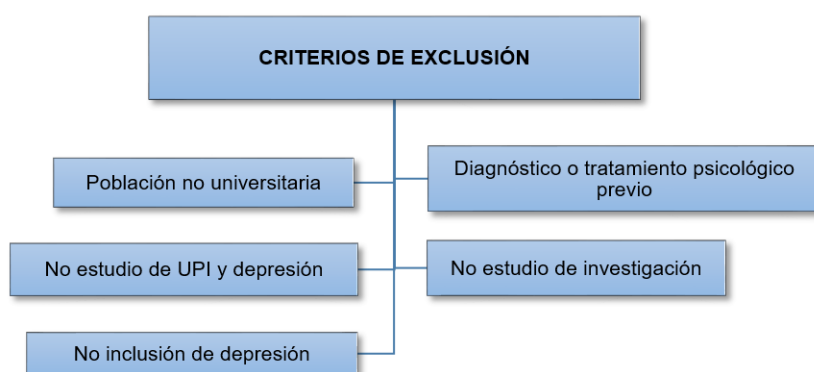 CRITERIOS DE EXCLUSIÓN
Población no universitaria
Diagnóstico o tratamiento psicológico
previo
No estudio de UPI y depresión
No estudio de investigación
No inclusión de depresión